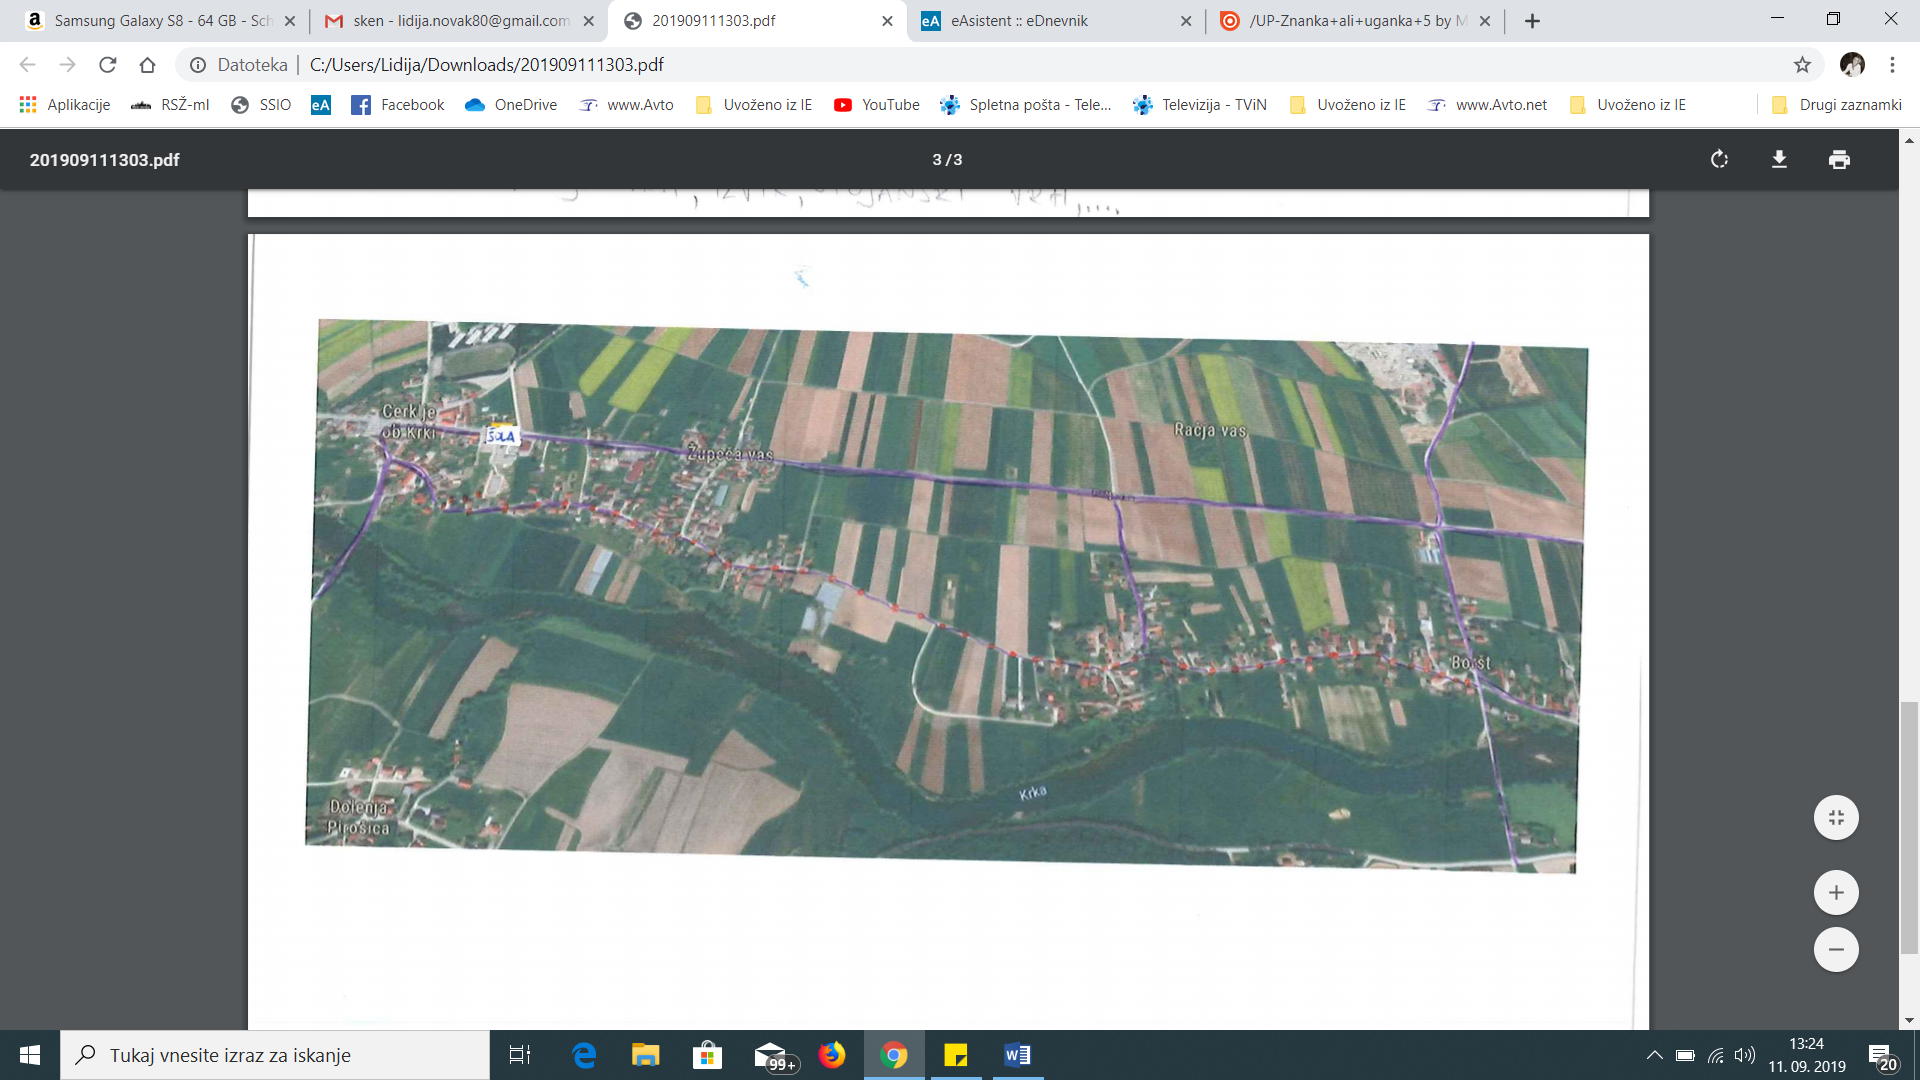 Samsung Galaxy S8 - 64 GB - Sch
sken - lidija.novak80@gmail.com
201909111303.pdf
eAsistent :: eDnevnik
/UP-Znanka+ali+uganka+5 by M
Datoteka
C:/Users/Lidija/Downloads/201909111303.pdf
Aplikacije
RSŽ-ml
SSIO
eA
Facebook
OneDrive
www.Avto
Uvoženo iz IE
YouTube
Spletna pošta - Tele...
Televizija - TViN
Uvoženo iz IE
www.Avto.net
Uvoženo iz IE
Drugi zaznamki
201909111303.pdf
3 / 3
Cerklje
ob Krki
ŠOLA
Župeča vas
Račja vas
Boršt
Krka
Dolenja
Pirošica
Tukaj vnesite izraz za iskanje
99+
13:24
11. 09. 2019
20